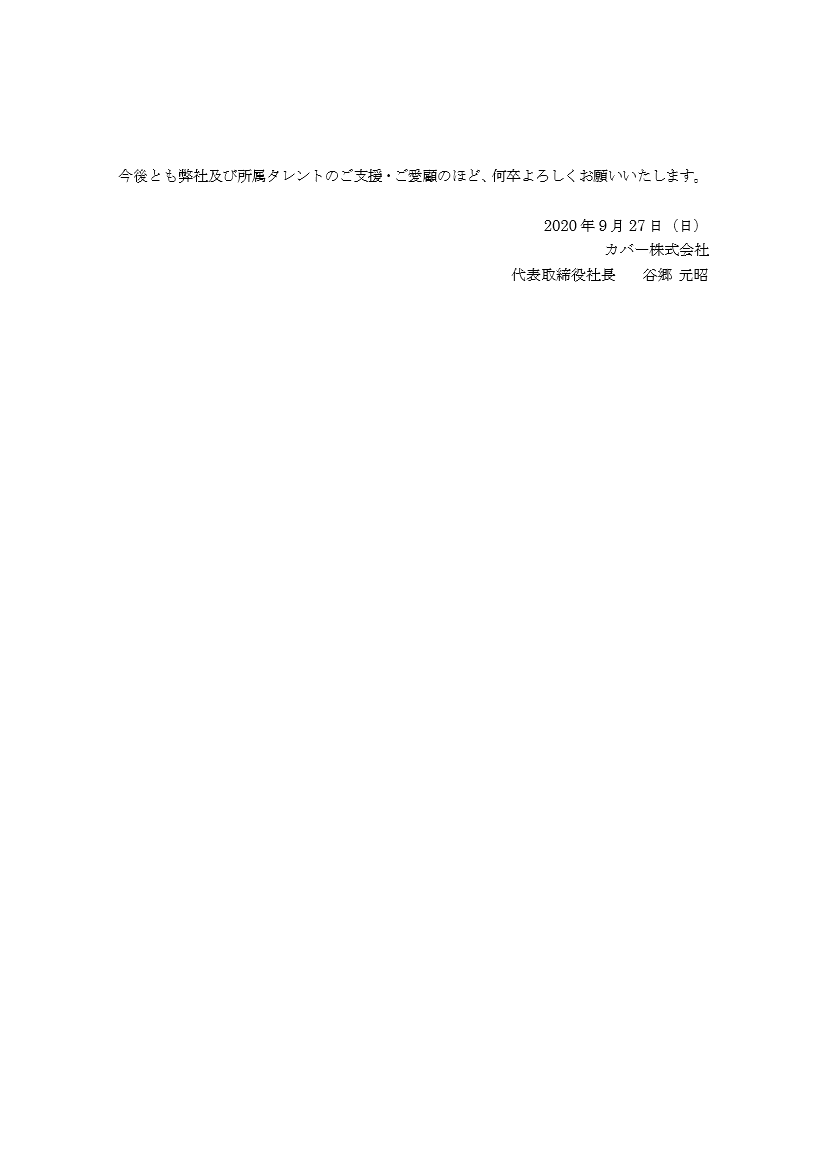 今後とも弊社及び所属タレントのご支援・ご愛顧のほど、何卒よろしくお願いいたします。
2020 年 9 月 27 日（日）
カバー株式会社
代表取締役社長　　谷郷 元昭